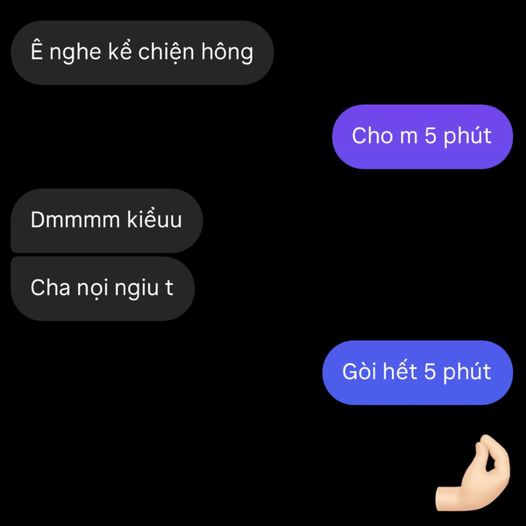 Ê nghe kể chiện hông
Cho m 5 phút
Dmmmm kiểuu
Cha nọi ngiu t
Gòi hết 5 phút